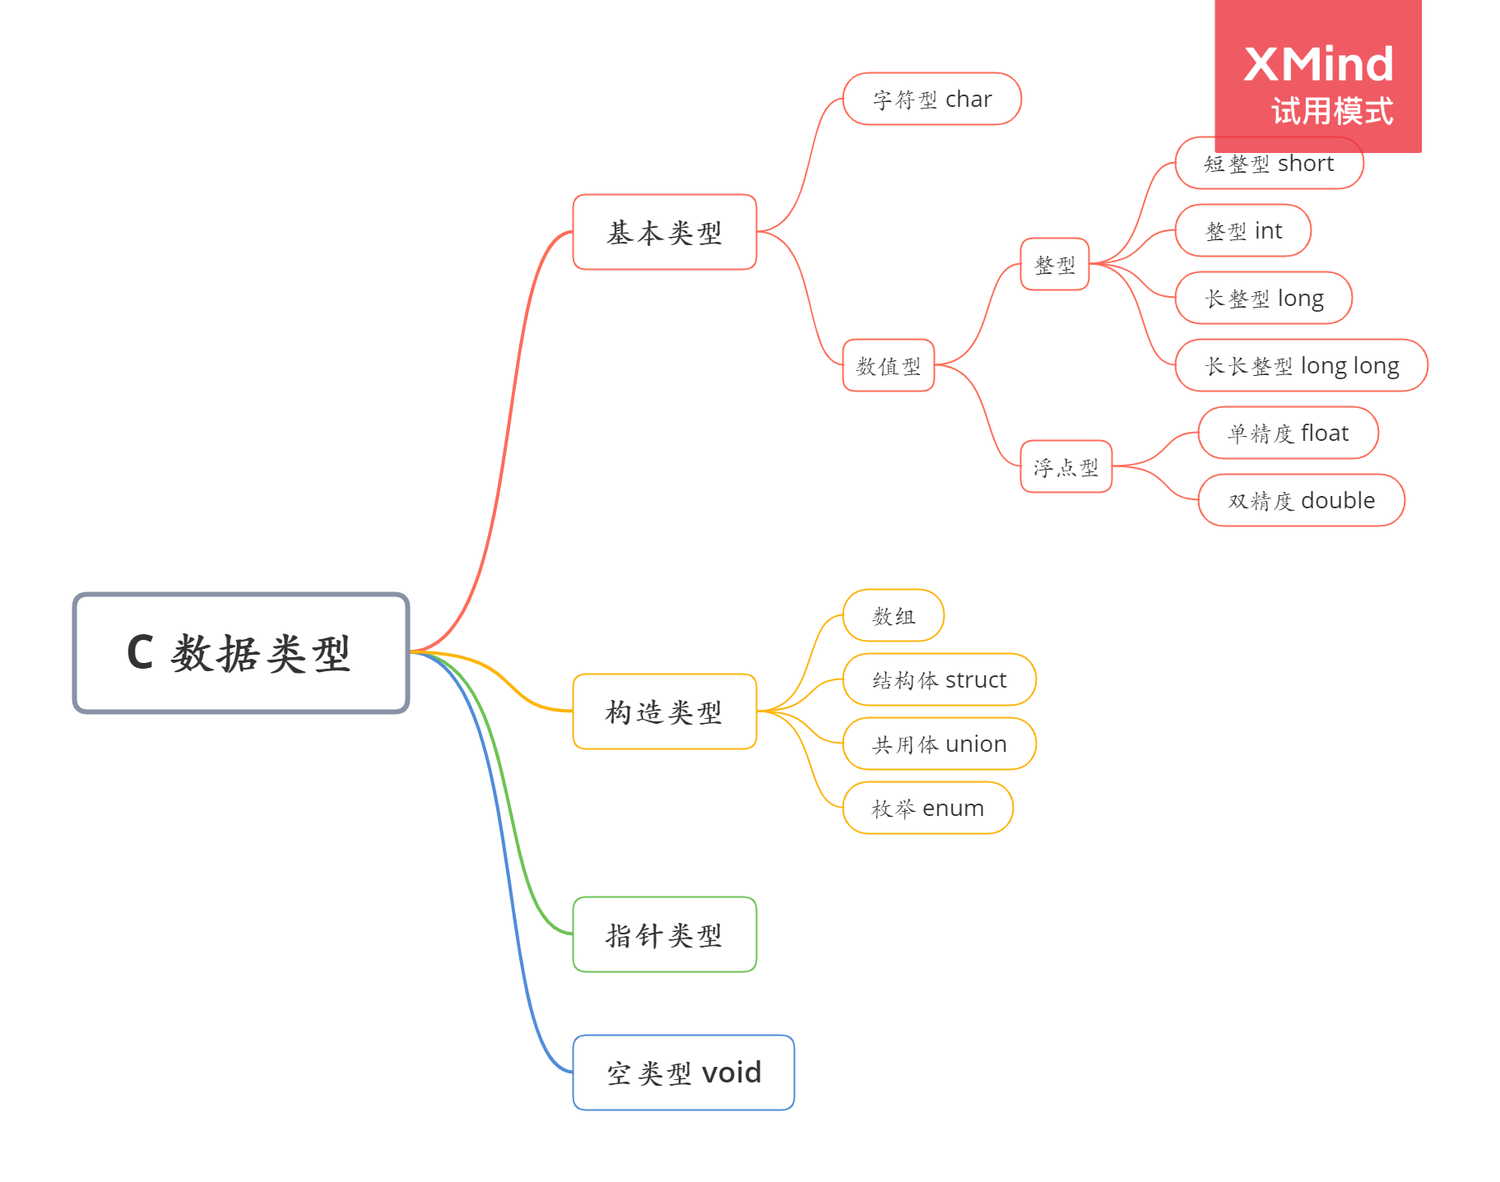 XMind
试用模式
C 数据类型
基本类型
字符型 char
数值型
整型
短整型 short
整型 int
长整型 long
长长整型 long long
浮点型
单精度 float
双精度 double
构造类型
数组
结构体 struct
共用体 union
枚举 enum
指针类型
空类型 void